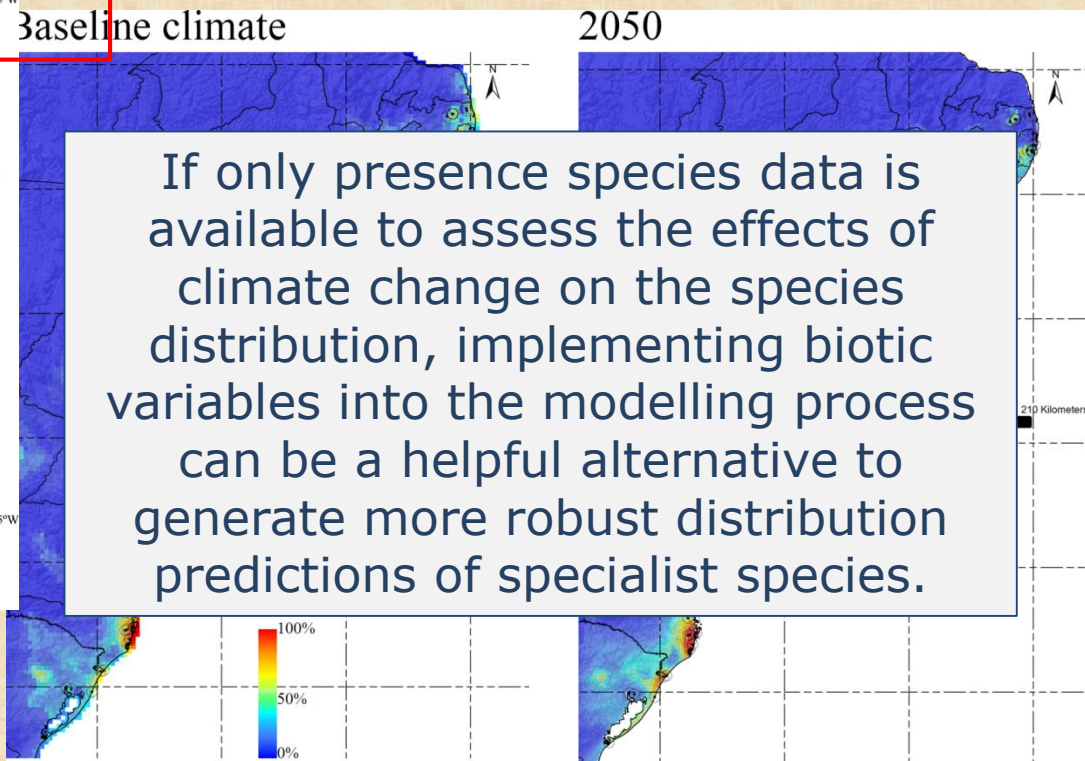 Baseline climate
2050
N
N
If only presence species data is
available to assess the effects of
climate change on the species
distribution, implementing biotic
variables into the modelling process
can be a helpful alternative to
generate more robust distribution
predictions of specialist species.
210 Kilometers
100%
50%
0%